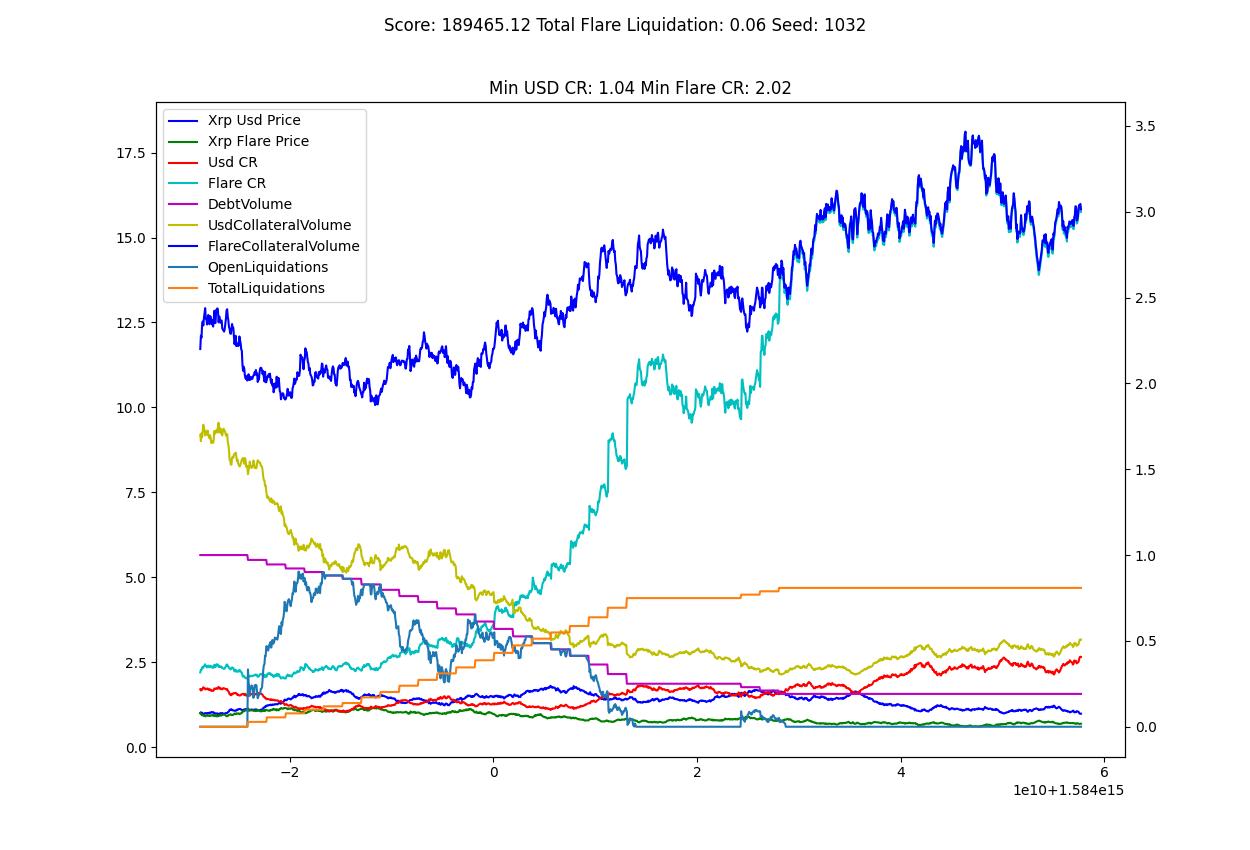 Score: 189465.12 Total Flare Liquidation: 0.06 Seed: 1032
Min USD CR: 1.04 Min Flare CR: 2.02
Xrp Usd Price
Xrp Flare Price
Usd CR
Flare CR
DebtVolume
UsdCollateralVolume
FlareCollateralVolume
OpenLiquidations
TotalLiquidations
17.5
15.0
12.5
10.0
7.5
5.0
2.5
0.0
3.5
3.0
2.5
2.0
1.5
1.0
0.5
0.0
−2
0
2
4
6
1e10+1.584e15